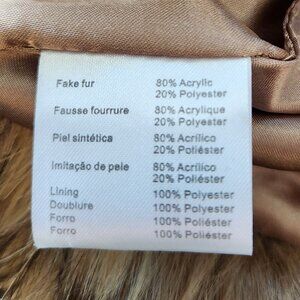 Fake fur 80% Acrylic
20% Polyester
Fausse fourrure 80% Acrylique
20% Polyester
Piel sintética 80% Acrílico
20% Poliéster
Imitação de pele 80% Acrílico
20% Poliéster
Lining 100% Polyester
Doublure 100% Polyester
Forro 100% Poliéster
Forro 100% Poliéster